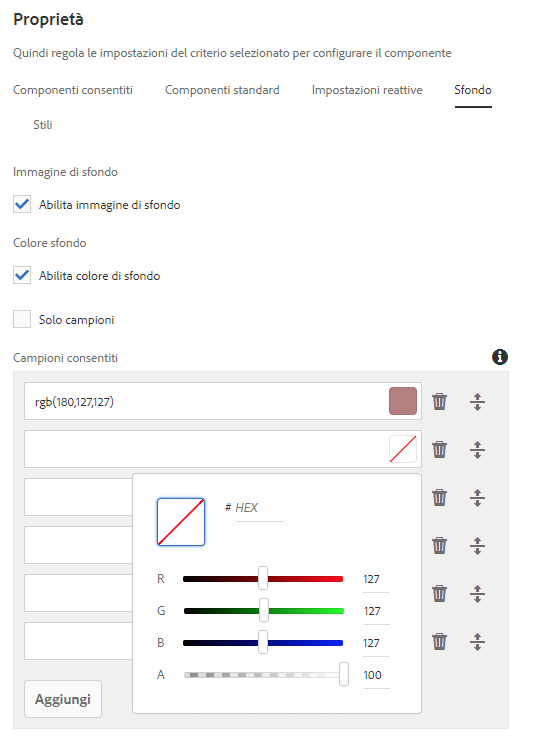 Proprietà
Quindi regola le impostazioni del criterio selezionato per configurare il componente
Componenti consentiti Componenti standard Impostazioni reattive Sfondo
Stili
Immagine di sfondo
Abilita immagine di sfondo
Colore sfondo
Abilita colore di sfondo
Solo campioni
Campioni consentiti
rgb(180,127,127)
# HEX
R 127
G 127
B 127
A 100
Aggiungi